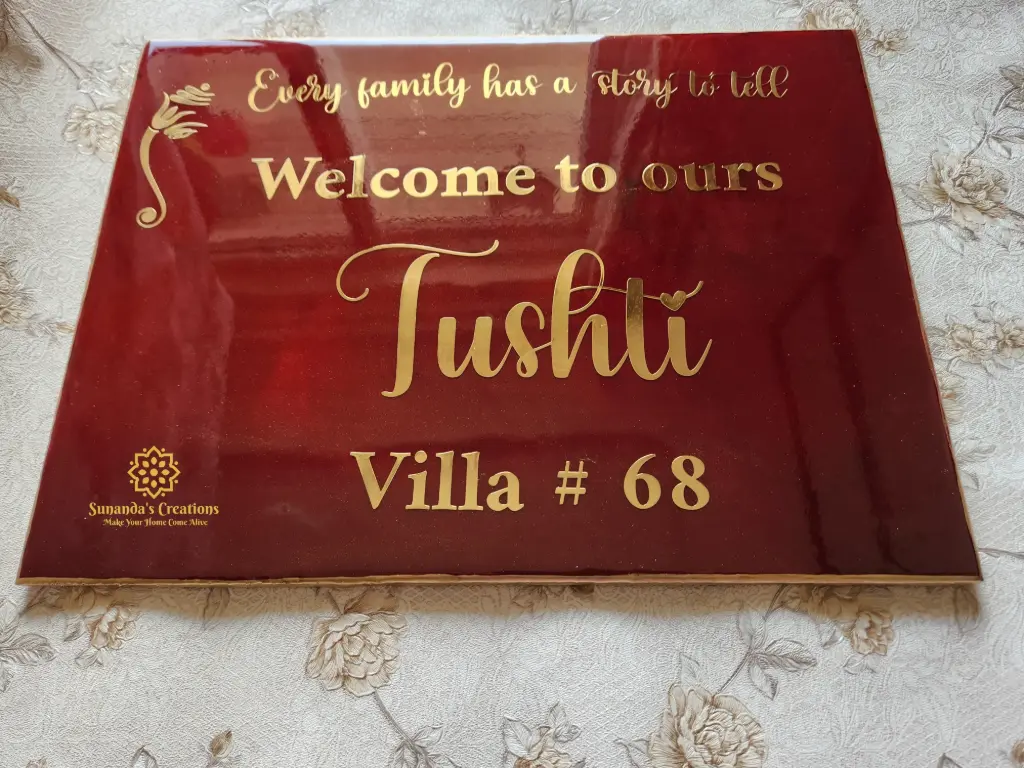 Every family has a story to tell
Welcome to ours
Tushti
Villa # 68
Sunanda's Creations
Make Your Home Come Alive